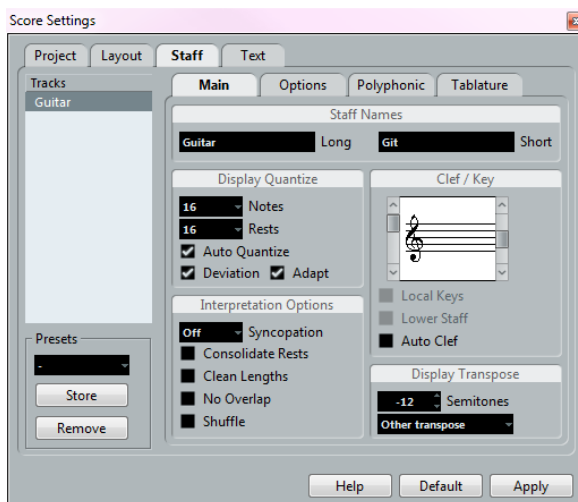 Score Settings
Project Layout Staff Text
Tracks
Guitar
Main Options Polyphonic Tablature
Staff Names
Guitar Long Git Short
Display Quantize
16 Notes
16 Rests
Auto Quantize
Deviation Adapt
Interpretation Options
Off Syncopation
Consolidate Rests
Clean Lengths
No Overlap
Shuffle
Clef / Key
Local Keys
Lower Staff
Auto Clef
Display Transpose
-12 Semitones
Other transpose
Presets
-
Store
Remove
Help Default Apply